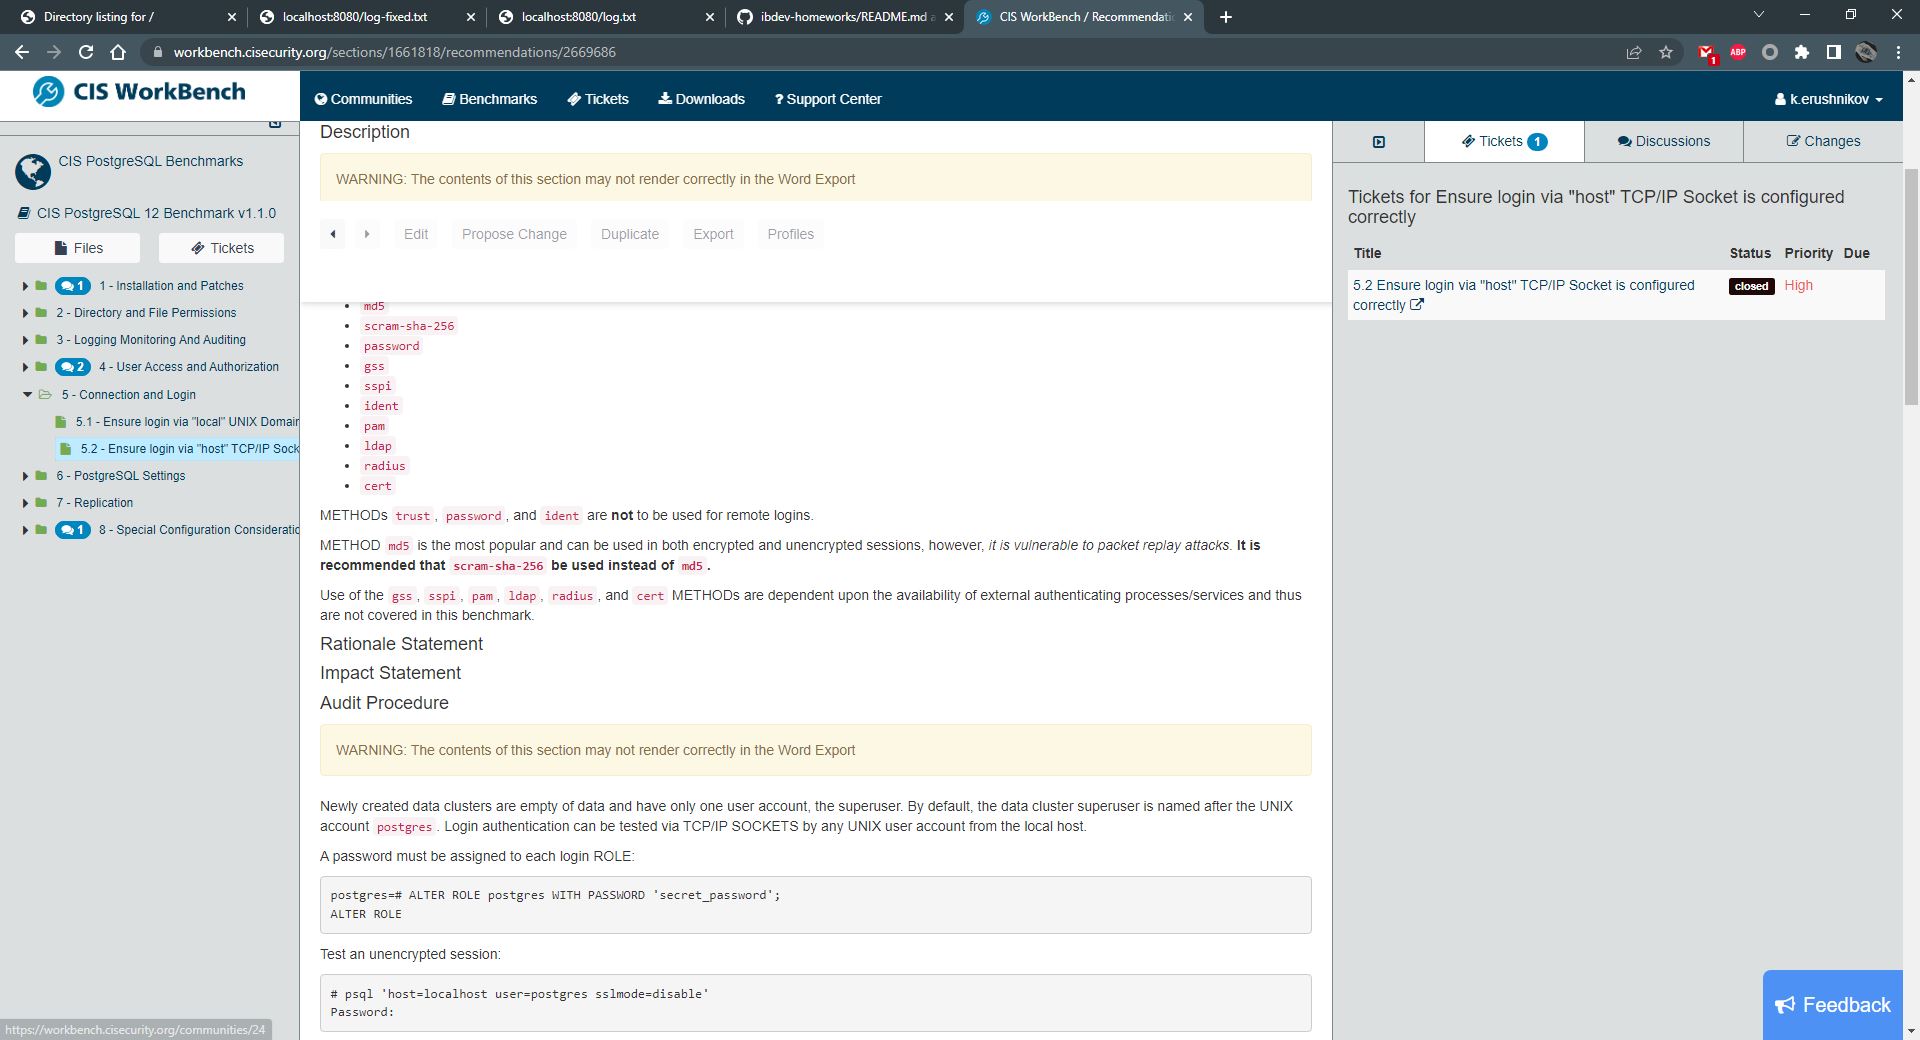 Directory listing for /
localhost:8080/log-fixed.txt
localhost:8080/log.txt
ibdev-homeworks/README.md
CIS WorkBench / Recommendatio
workbench.cisecurity.org/sections/1661818/recommendations/2669686
1
ABP
CIS WorkBench
Communities
Benchmarks
Tickets
Downloads
? Support Center
k.erushnikov
CIS PostgreSQL Benchmarks
CIS PostgreSQL 12 Benchmark v1.1.0
Files
Tickets
1 1 - Installation and Patches
2 - Directory and File Permissions
3 - Logging Monitoring And Auditing
2 4 - User Access and Authorization
5 - Connection and Login
5.1 - Ensure login via "local" UNIX Domain
5.2 - Ensure login via "host" TCP/IP Sock
6 - PostgreSQL Settings
7 - Replication
1 8 - Special Configuration Consideratio
Description
WARNING: The contents of this section may not render correctly in the Word Export
Edit
Propose Change
Duplicate
Export
Profiles
• md5
• scram-sha-256
• password
• gss
• sspi
• ident
• pam
• ldap
• radius
• cert
METHODs trust, password, and ident are not to be used for remote logins.
METHOD md5 is the most popular and can be used in both encrypted and unencrypted sessions, however, it is vulnerable to packet replay attacks. It is
recommended that scram-sha-256 be used instead of md5.
Use of the gss, sspi, pam, ldap, radius, and cert METHODs are dependent upon the availability of external authenticating processes/services and thus
are not covered in this benchmark.
Rationale Statement
Impact Statement
Audit Procedure
WARNING: The contents of this section may not render correctly in the Word Export
Newly created data clusters are empty of data and have only one user account, the superuser. By default, the data cluster superuser is named after the UNIX
account postgres. Login authentication can be tested via TCP/IP SOCKETS by any UNIX user account from the local host.
A password must be assigned to each login ROLE:
postgres=# ALTER ROLE postgres WITH PASSWORD 'secret_password';
ALTER ROLE
Test an unencrypted session:
# psql 'host=localhost user=postgres sslmode=disable'
Password:
Tickets 1
Discussions
Changes
Tickets for Ensure login via "host" TCP/IP Socket is configured
correctly
Title Status Priority Due
5.2 Ensure login via "host" TCP/IP Socket is configured closed High
correctly
Feedback
https://workbench.cisecurity.org/communities/24